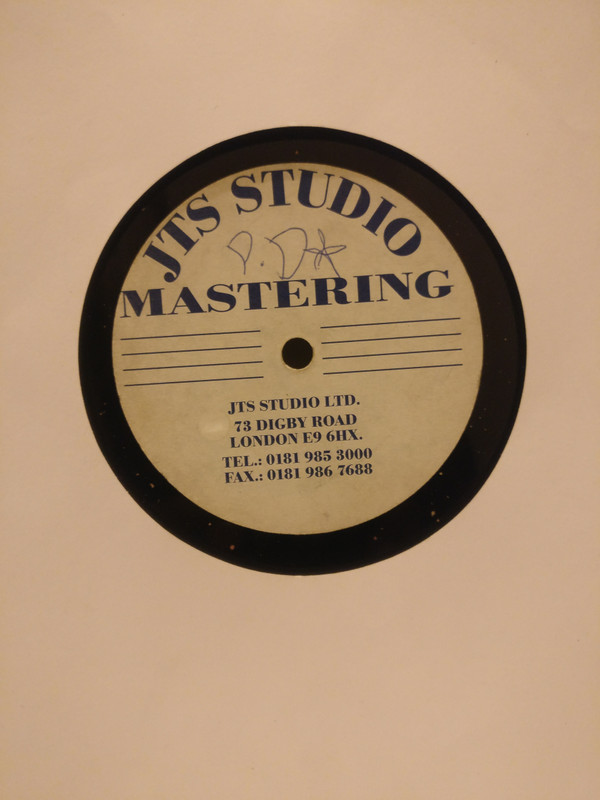 JTS STUDIO
MASTERING
JTS STUDIO LTD.
73 DIGBY ROAD
LONDON E9 6HX.
TEL.: 0181 985 3000
FAX.: 0181 986 7688